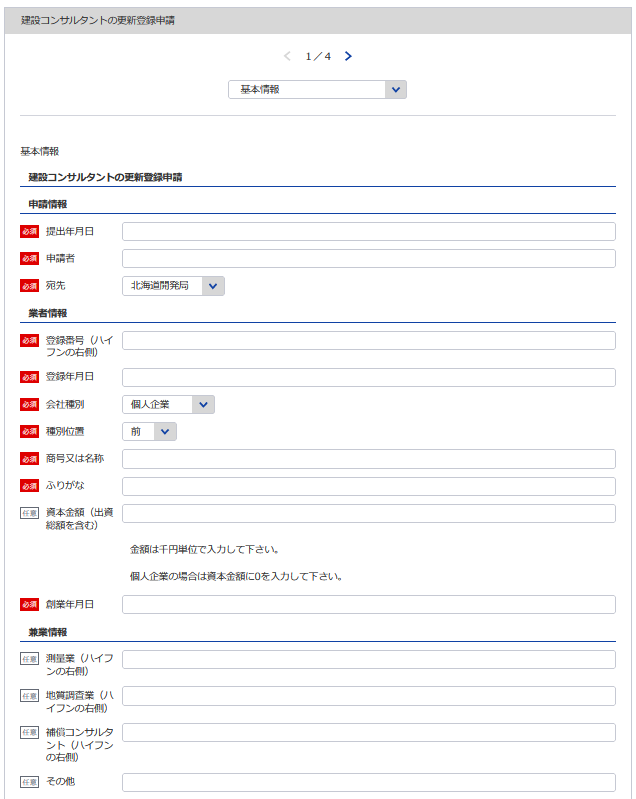 建設コンサルタントの更新登録申請
1／4
基本情報
基本情報
建設コンサルタントの更新登録申請
申請情報
必須 提出年月日
必須 申請者
必須 宛先 北海道開発局
業者情報
必須 登録番号（ハイ
フンの右側）
必須 登録年月日
必須 会社種別 個人企業
必須 種別位置 前
必須 商号又は名称
必須 ふりがな
任意 資本金額（出資
総額を含む）
金額は千円単位で入力して下さい。
個人企業の場合は資本金額に0を入力して下さい。
必須 創業年月日
兼業情報
任意 測量業（ハイフ
ンの右側）
任意 地質調査業（ハ
イフンの右側）
任意 補償コンサルタ
ント（ハイフン
の右側）
任意 その他